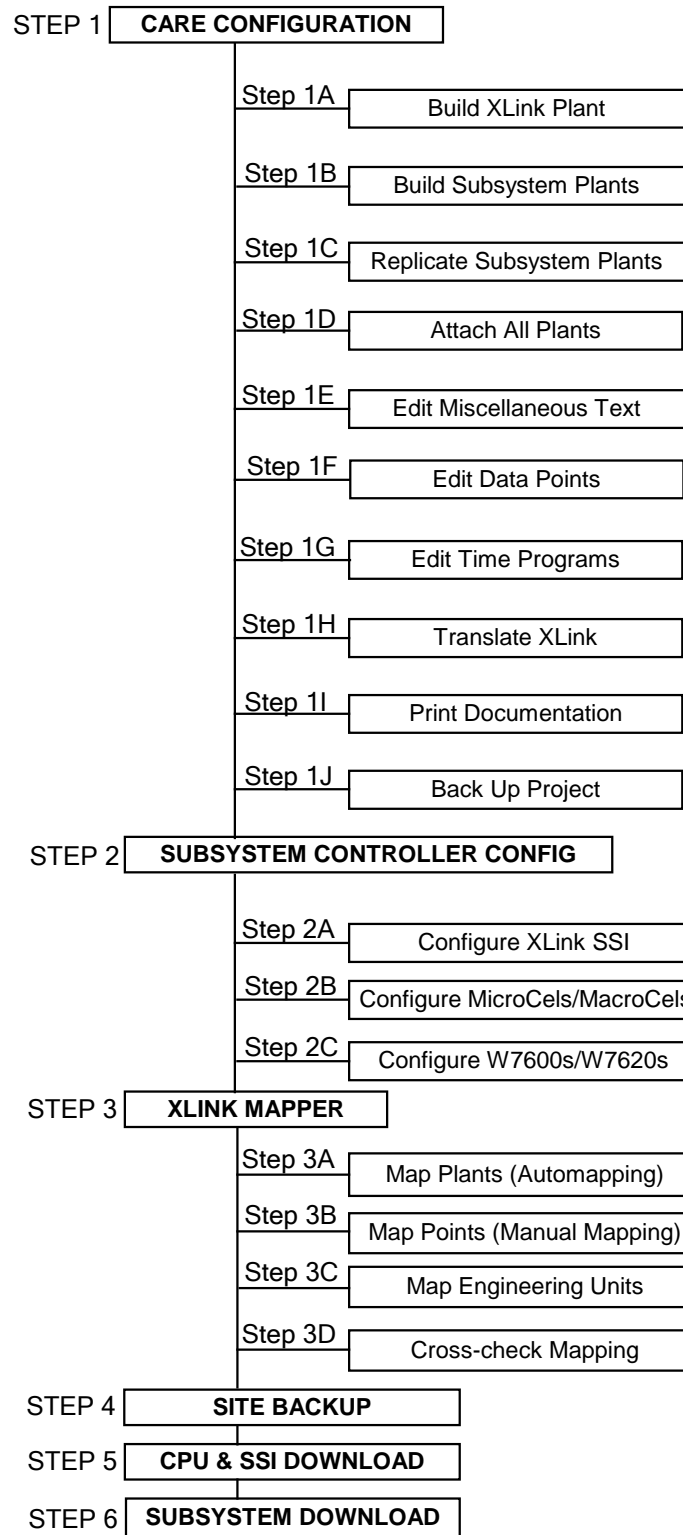 STEP 1 CARE CONFIGURATION
Step 1A Build XLink Plant
Step 1B Build Subsystem Plants
Step 1C Replicate Subsystem Plants
Step 1D Attach All Plants
Step 1E Edit Miscellaneous Text
Step 1F Edit Data Points
Step 1G Edit Time Programs
Step 1H Translate XLink
Step 1I Print Documentation
Step 1J Back Up Project
STEP 2 SUBSYSTEM CONTROLLER CONFIG
Step 2A Configure XLink SSI
Step 2B Configure MicroCels/MacroCels
Step 2C Configure W7600s/W7620s
STEP 3 XLINK MAPPER
Step 3A Map Plants (Automapping)
Step 3B Map Points (Manual Mapping)
Step 3C Map Engineering Units
Step 3D Cross-check Mapping
STEP 4 SITE BACKUP
STEP 5 CPU & SSI DOWNLOAD
STEP 6 SUBSYSTEM DOWNLOAD